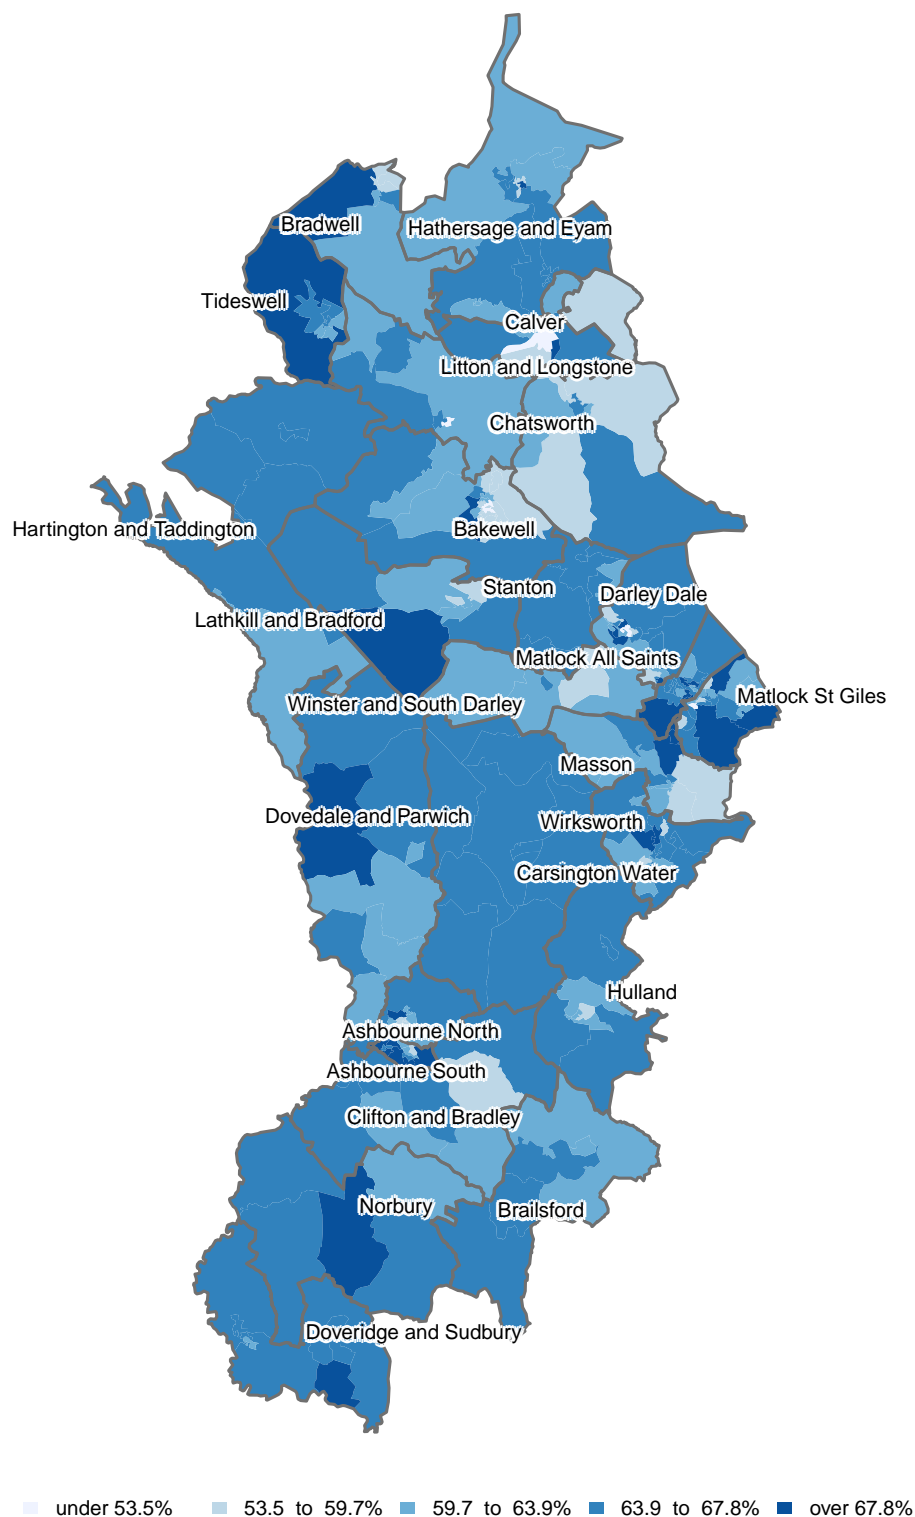 Bradwell
Hathersage and Eyam
Tideswell
Calver
Litton and Longstone
Chatsworth
Hartington and Taddington
Bakewell
Stanton
Darley Dale
Lathkill and Bradford
Matlock All Saints
Matlock St Giles
Winster and South Darley
Masson
Dovedale and Parwich
Wirksworth
Carsington Water
Hulland
Ashbourne North
Ashbourne South
Clifton and Bradley
Norbury
Brailsford
Doveridge and Sudbury
under 53.5% 53.5 to 59.7% 59.7 to 63.9% 63.9 to 67.8% over 67.8%